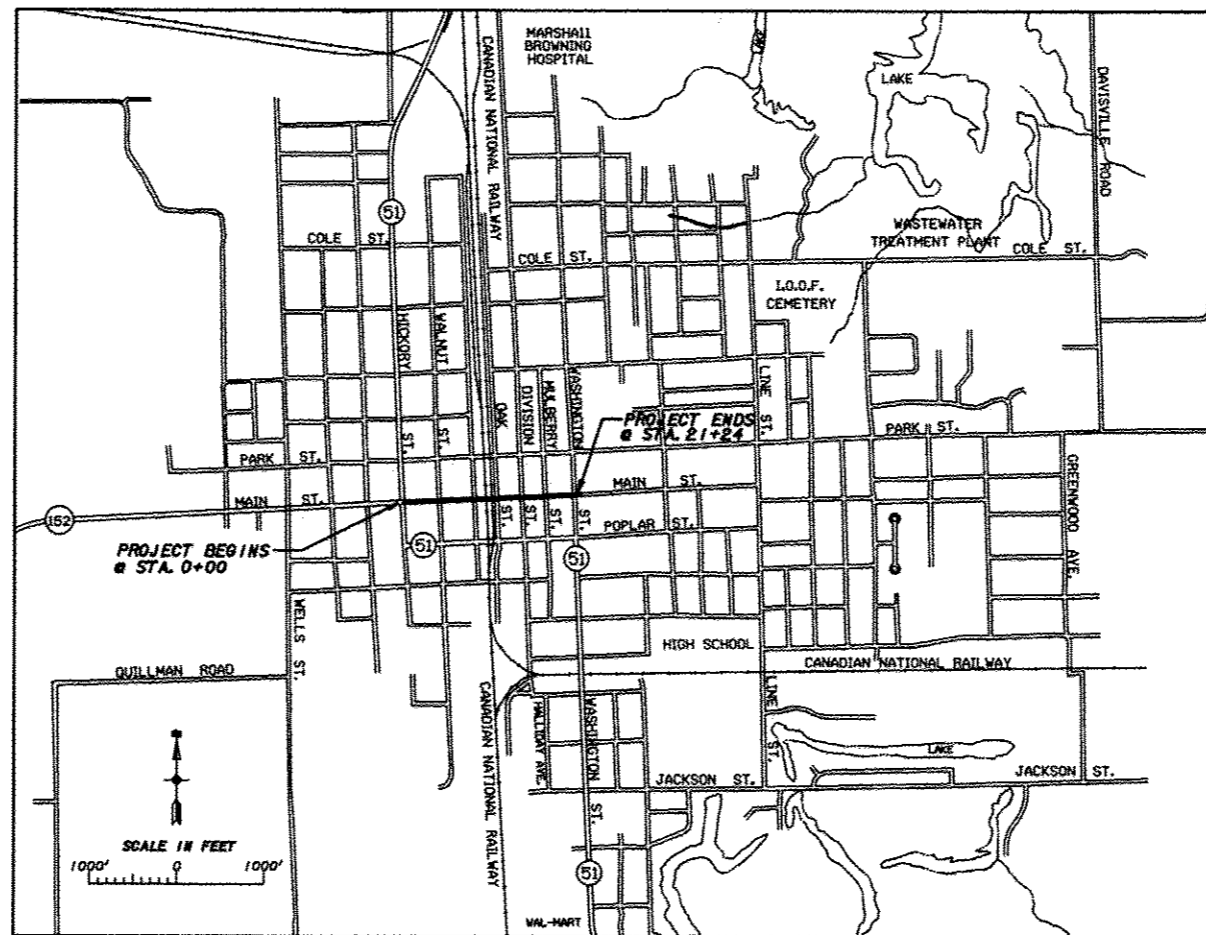 MARSHALL
BROWNING
HOSPITAL
CANADIAN NATIONAL RAILWAY
LAKE
DAVISVILLE ROAD
51
COLE ST.
WASTEWATER
TREATMENT PLANT
COLE ST.
COLE ST.
I.O.O.F.
CEMETERY
HICKORY ST.
WALNUT ST.
OAK ST.
DIVISION ST.
MULBERRY ST.
WASHINGTON ST.
LINE ST.
PROJECT ENDS
@ STA. 21+24
PARK ST.
PARK ST.
MAIN ST.
MAIN ST.
GREENWOOD AVE.
152
POPLAR ST.
51
51
PROJECT BEGINS
@ STA. 0+00
WELLS ST.
HIGH SCHOOL
CANADIAN NATIONAL RAILWAY
QUILLMAN ROAD
CANADIAN NATIONAL RAILWAY
HALLIDAY AVE.
WASHINGTON ST.
LINE ST.
LAKE
JACKSON ST.
JACKSON ST.
SCALE IN FEET
1000' 0 1000'
51
WAL-MART